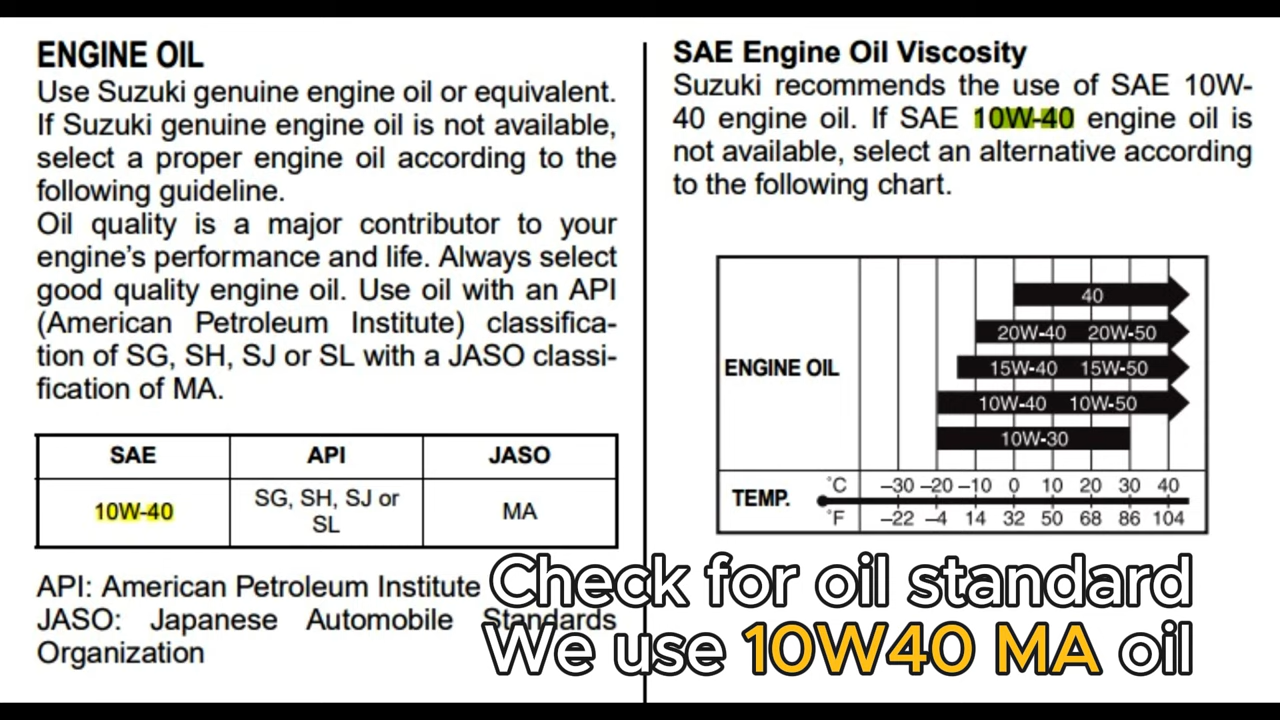 ENGINE OIL
Use Suzuki genuine engine oil or equivalent.
If Suzuki genuine engine oil is not available,
select a proper engine oil according to the
following guideline.
Oil quality is a major contributor to your
engine's performance and life. Always select
good quality engine oil. Use oil with an API
(American Petroleum Institute) classifica-
tion of SG, SH, SJ or SL with a JASO classi-
fication of MA.
SAE API JASO
10W-40 SG, SH, SJ or SL MA
API: American Petroleum Institute
JASO: Japanese Automobile Standards
Organization
SAE Engine Oil Viscosity
Suzuki recommends the use of SAE 10W-
40 engine oil. If SAE 10W-40 engine oil is
not available, select an alternative according
to the following chart.
40
20W-40 20W-50
15W-40 15W-50
10W-40 10W-50
10W-30
ENGINE OIL
TEMP.
°C –30 –20 –10 0 10 20 30 40
°F –22 –4 14 32 50 68 86 104
Check for oil standard
We use 10W40 MA oil